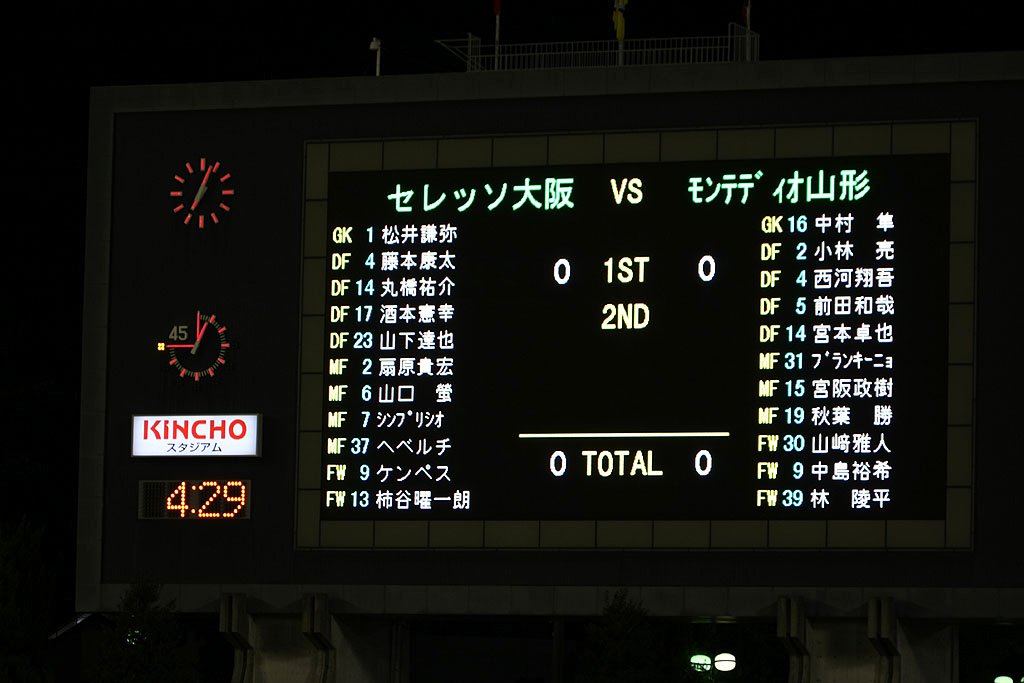 セレッソ大阪 VS モンテディオ山形
GK 1 松井謙弥
DF 4 藤本康太
DF 14 丸橋祐介
DF 17 酒本憲幸
DF 23 山下達也
MF 2 扇原貴宏
MF 6 山口 螢
MF 7 シンプリシオ
MF 37 ヘベルチ
FW 9 ケンペス
FW 13 柿谷曜一朗
0 1ST 0
2ND
0 TOTAL 0
GK 16 中村 隼
DF 2 小林 亮
DF 4 西河翔吾
DF 5 前田和哉
DF 14 宮本卓也
MF 31 ブランキーニョ
MF 15 宮阪政樹
MF 19 秋葉 勝
FW 30 山﨑雅人
FW 9 中島裕希
FW 39 林 陵平
45
KINCHO
スタジアム
4:29